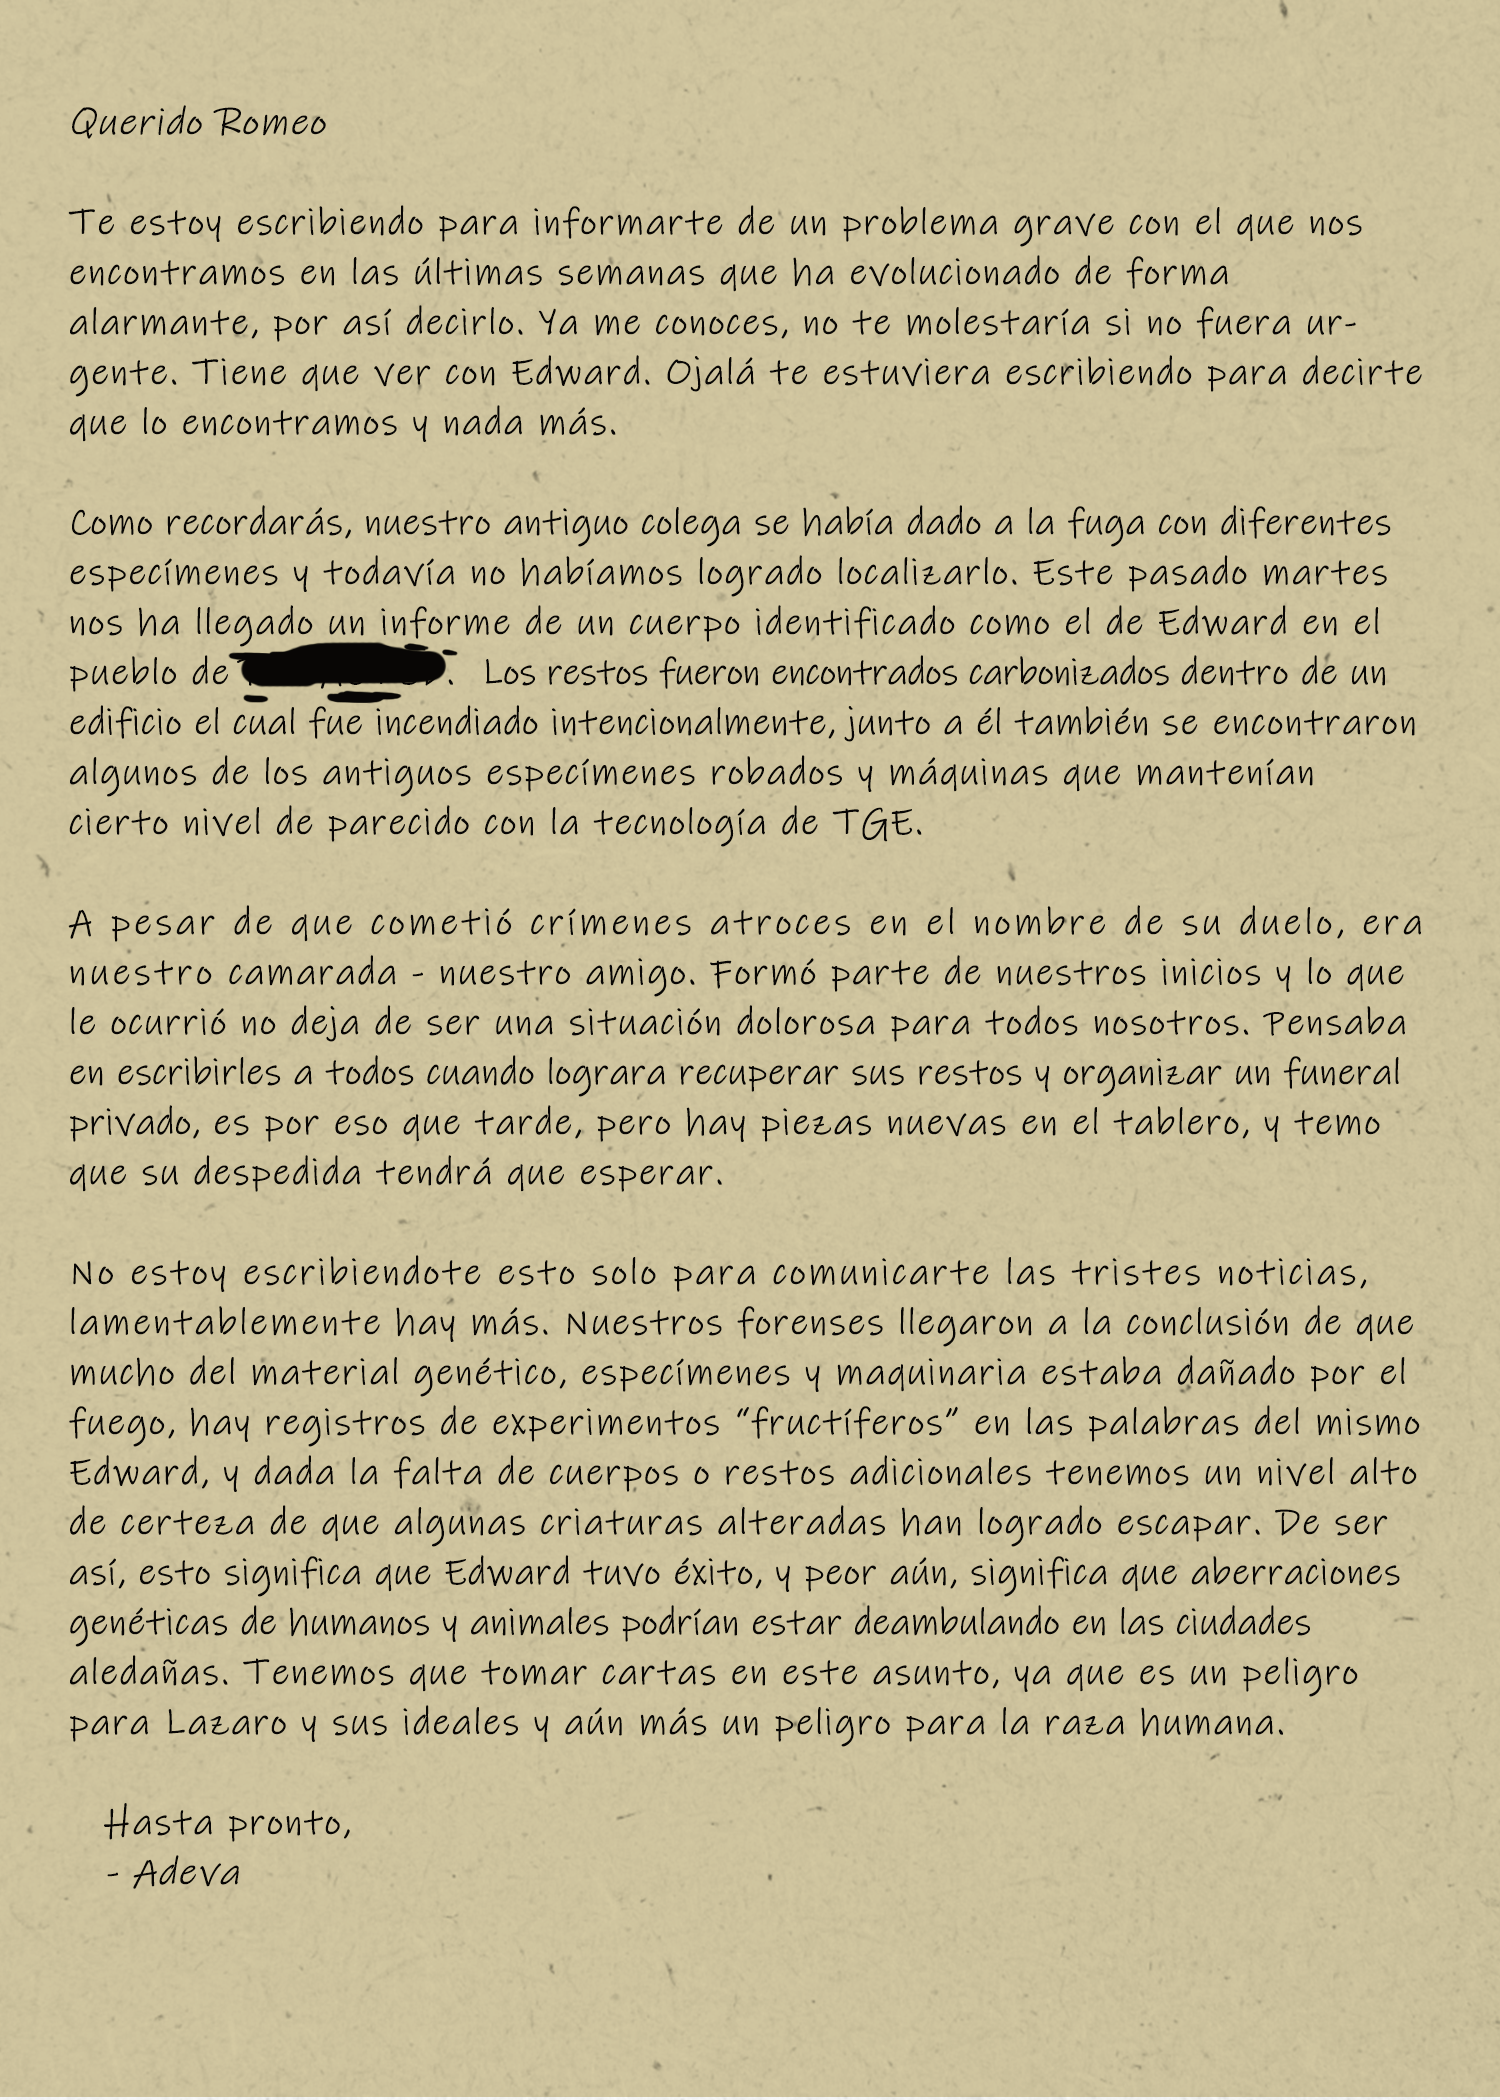 Querido Romeo
Te estoy escribiendo para informarte de un problema grave con el que nos
encontramos en las últimas semanas que ha evolucionado de forma
alarmante, por así decirlo. Ya me conoces, no te molestaría si no fuera ur-
gente. Tiene que ver con Edward. Ojalá te estuviera escribiendo para decirte
que lo encontramos y nada más.
Como recordarás, nuestro antiguo colega se había dado a la fuga con diferentes
especímenes y todavía no habíamos logrado localizarlo. Este pasado martes
nos ha llegado un informe de un cuerpo identificado como el de Edward en el
pueblo de . Los restos fueron encontrados carbonizados dentro de un
edificio el cual fue incendiado intencionalmente, junto a él también se encontraron
algunos de los antiguos especímenes robados y máquinas que mantenían
cierto nivel de parecido con la tecnología de TGE.
A pesar de que cometió crímenes atroces en el nombre de su duelo, era
nuestro camarada - nuestro amigo. Formó parte de nuestros inicios y lo que
le ocurrió no deja de ser una situación dolorosa para todos nosotros. Pensaba
en escribirles a todos cuando lograra recuperar sus restos y organizar un funeral
privado, es por eso que tarde, pero hay piezas nuevas en el tablero, y temo
que su despedida tendrá que esperar.
No estoy escribiendote esto solo para comunicarte las tristes noticias,
lamentablemente hay más. Nuestros forenses llegaron a la conclusión de que
mucho del material genético, especímenes y maquinaria estaba dañado por el
fuego, hay registros de experimentos “fructíferos” en las palabras del mismo
Edward, y dada la falta de cuerpos o restos adicionales tenemos un nivel alto
de certeza de que algunas criaturas alteradas han logrado escapar. De ser
así, esto significa que Edward tuvo éxito, y peor aún, significa que aberraciones
genéticas de humanos y animales podrían estar deambulando en las ciudades
aledañas. Tenemos que tomar cartas en este asunto, ya que es un peligro
para Lazaro y sus ideales y aún más un peligro para la raza humana.
Hasta pronto,
- Adeva